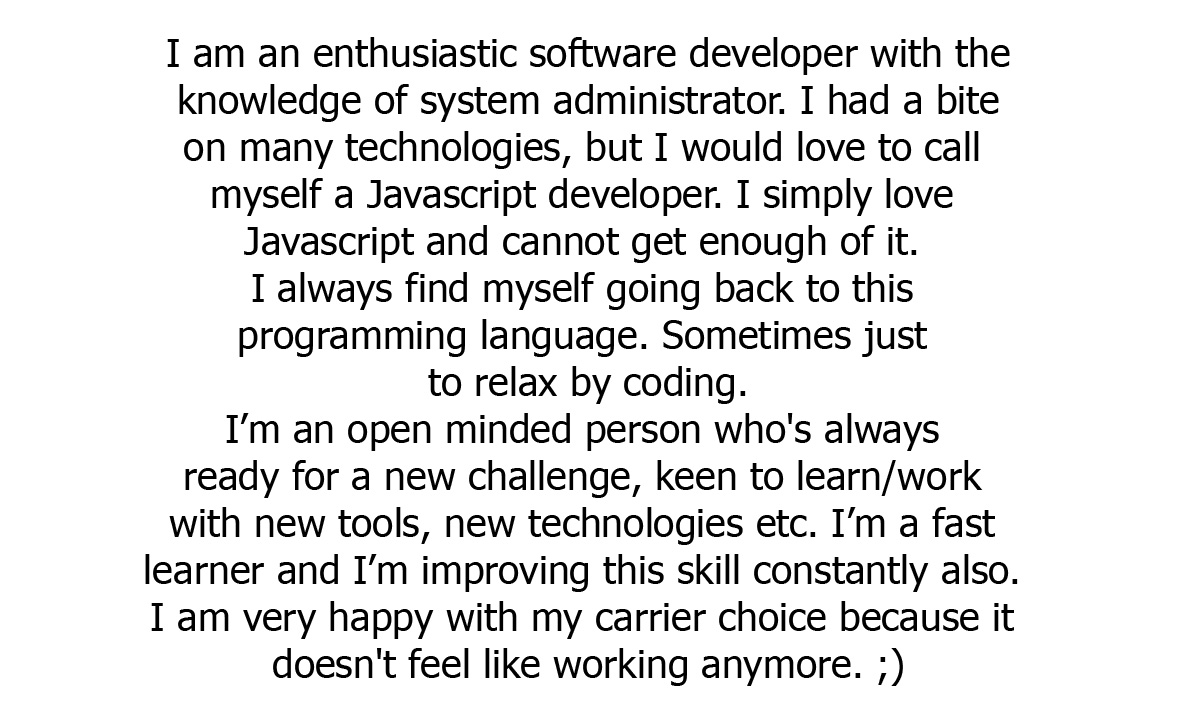 I am an enthusiastic software developer with the
knowledge of system administrator. I had a bite
on many technologies, but I would love to call
myself a Javascript developer. I simply love
Javascript and cannot get enough of it.
I always find myself going back to this
programming language. Sometimes just
to relax by coding.
I’m an open minded person who's always
ready for a new challenge, keen to learn/work
with new tools, new technologies etc. I’m a fast
learner and I’m improving this skill constantly also.
I am very happy with my carrier choice because it
doesn't feel like working anymore. ;)